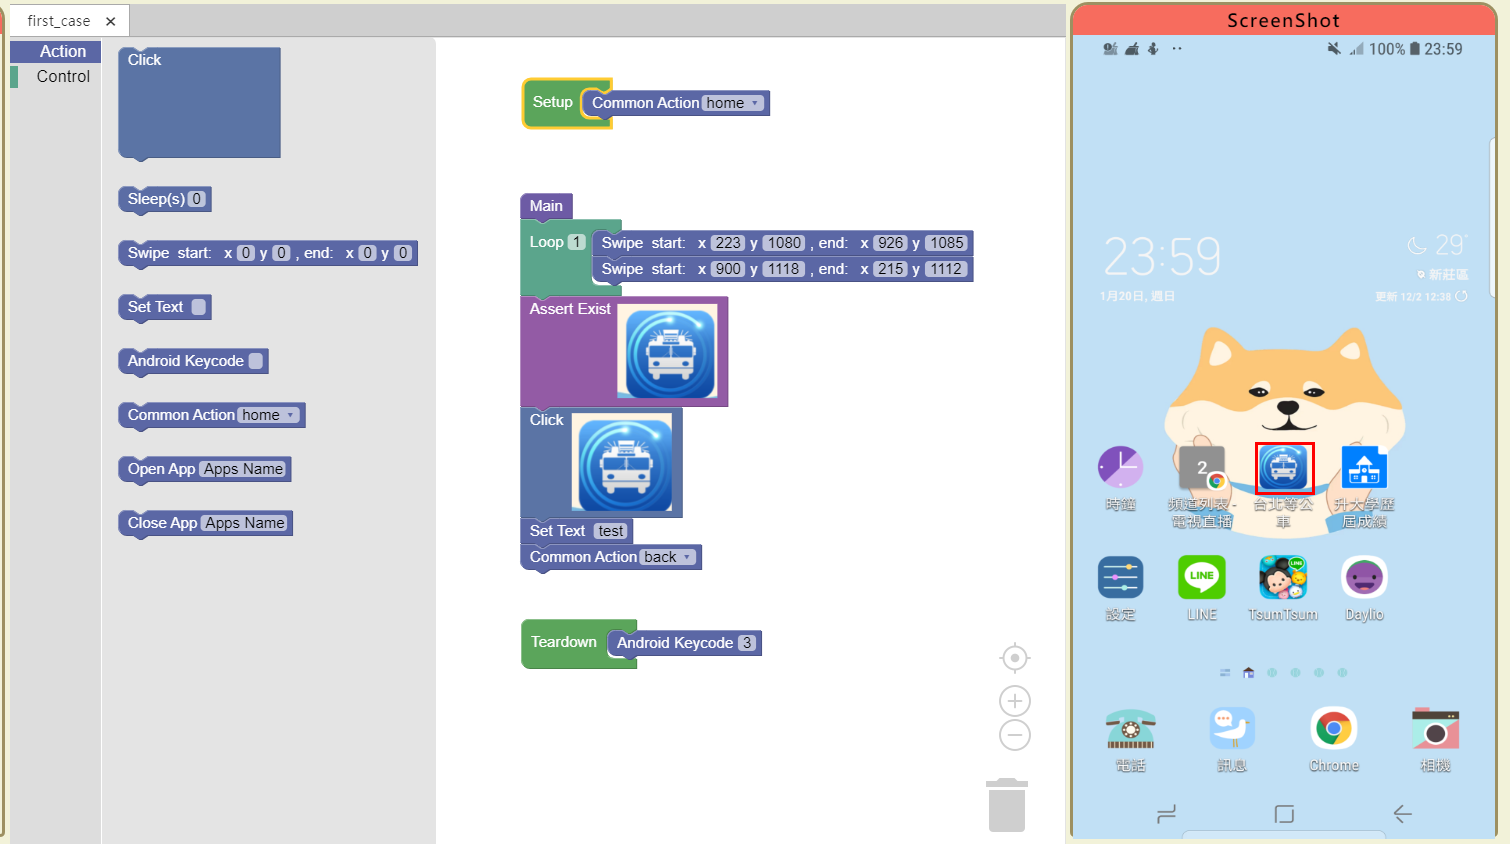 first_case ×
Action
Control
Click
Sleep(s) 0
Swipe start: x 0 y 0 , end: x 0 y 0
Set Text
Android Keycode
Common Action home
Open App Apps Name
Close App Apps Name
Setup Common Action home
Main
Loop 1 Swipe start: x 223 y 1080 , end: x 926 y 1085
Swipe start: x 900 y 1118 , end: x 215 y 1112
Assert Exist
Click
Set Text test
Common Action back
Teardown Android Keycode 3
ScreenShot
100% 23:59
23:59
29°
新莊區
1月20日, 週日
更新 12/2 12:38
2
時鐘
頻道列表 -
電視直播
台北等公
車
升大學歷
屆成績
設定
LINE
LINE
LINE
TsumTsum
Daylio
電話
訊息
Chrome
相機